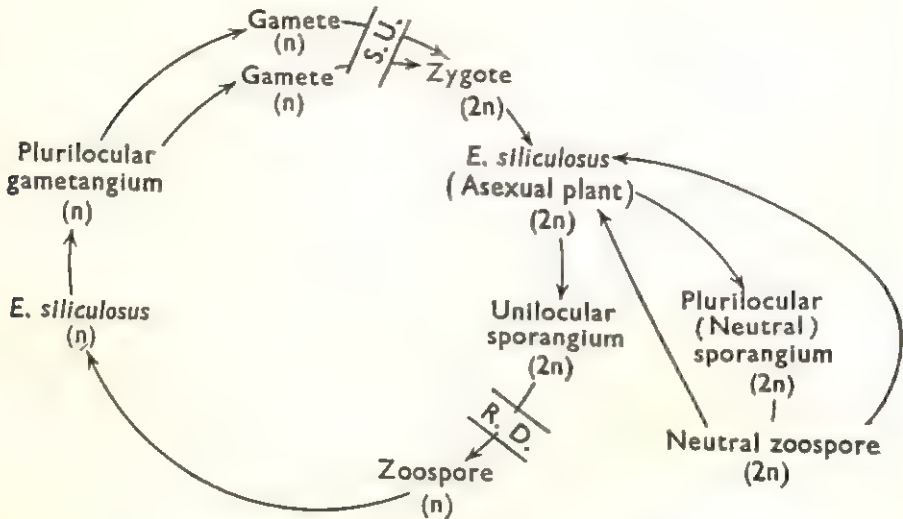 Gamete
(n)
S. U.
Gamete
(n)
Zygote
(2n)
Plurilocular
gametangium
(n)
E. siliculosus
(Asexual plant)
(2n)
E. siliculosus
(n)
Unilocular
sporangium
(2n)
Plurilocular
(Neutral)
sporangium
(2n)
R. D.
Neutral zoospore
(2n)
Zoospore
(n)